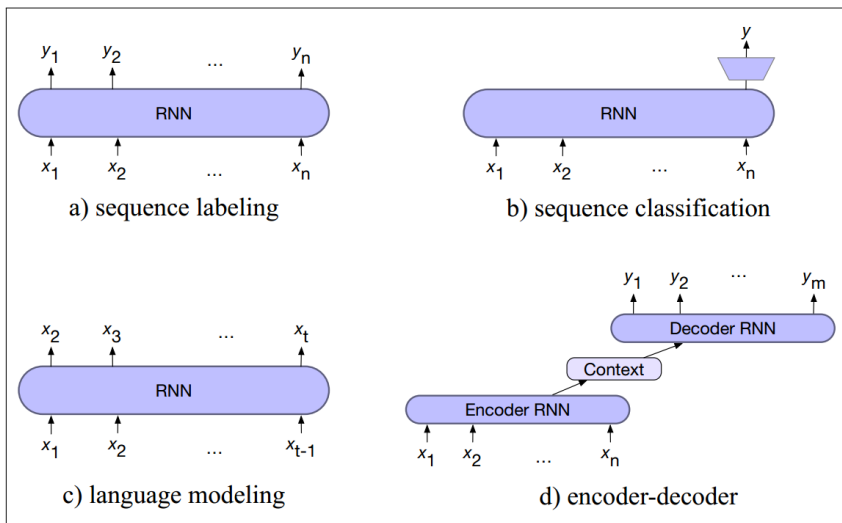 y1 y2 ... yn
RNN
x1 x2 ... xn
a) sequence labeling
y
RNN
x1 x2 ... xn
b) sequence classification
x2 x3 ... xt
RNN
x1 x2 ... xt-1
c) language modeling
y1 y2 ... ym
Decoder RNN
Context
Encoder RNN
x1 x2 ... xn
d) encoder-decoder